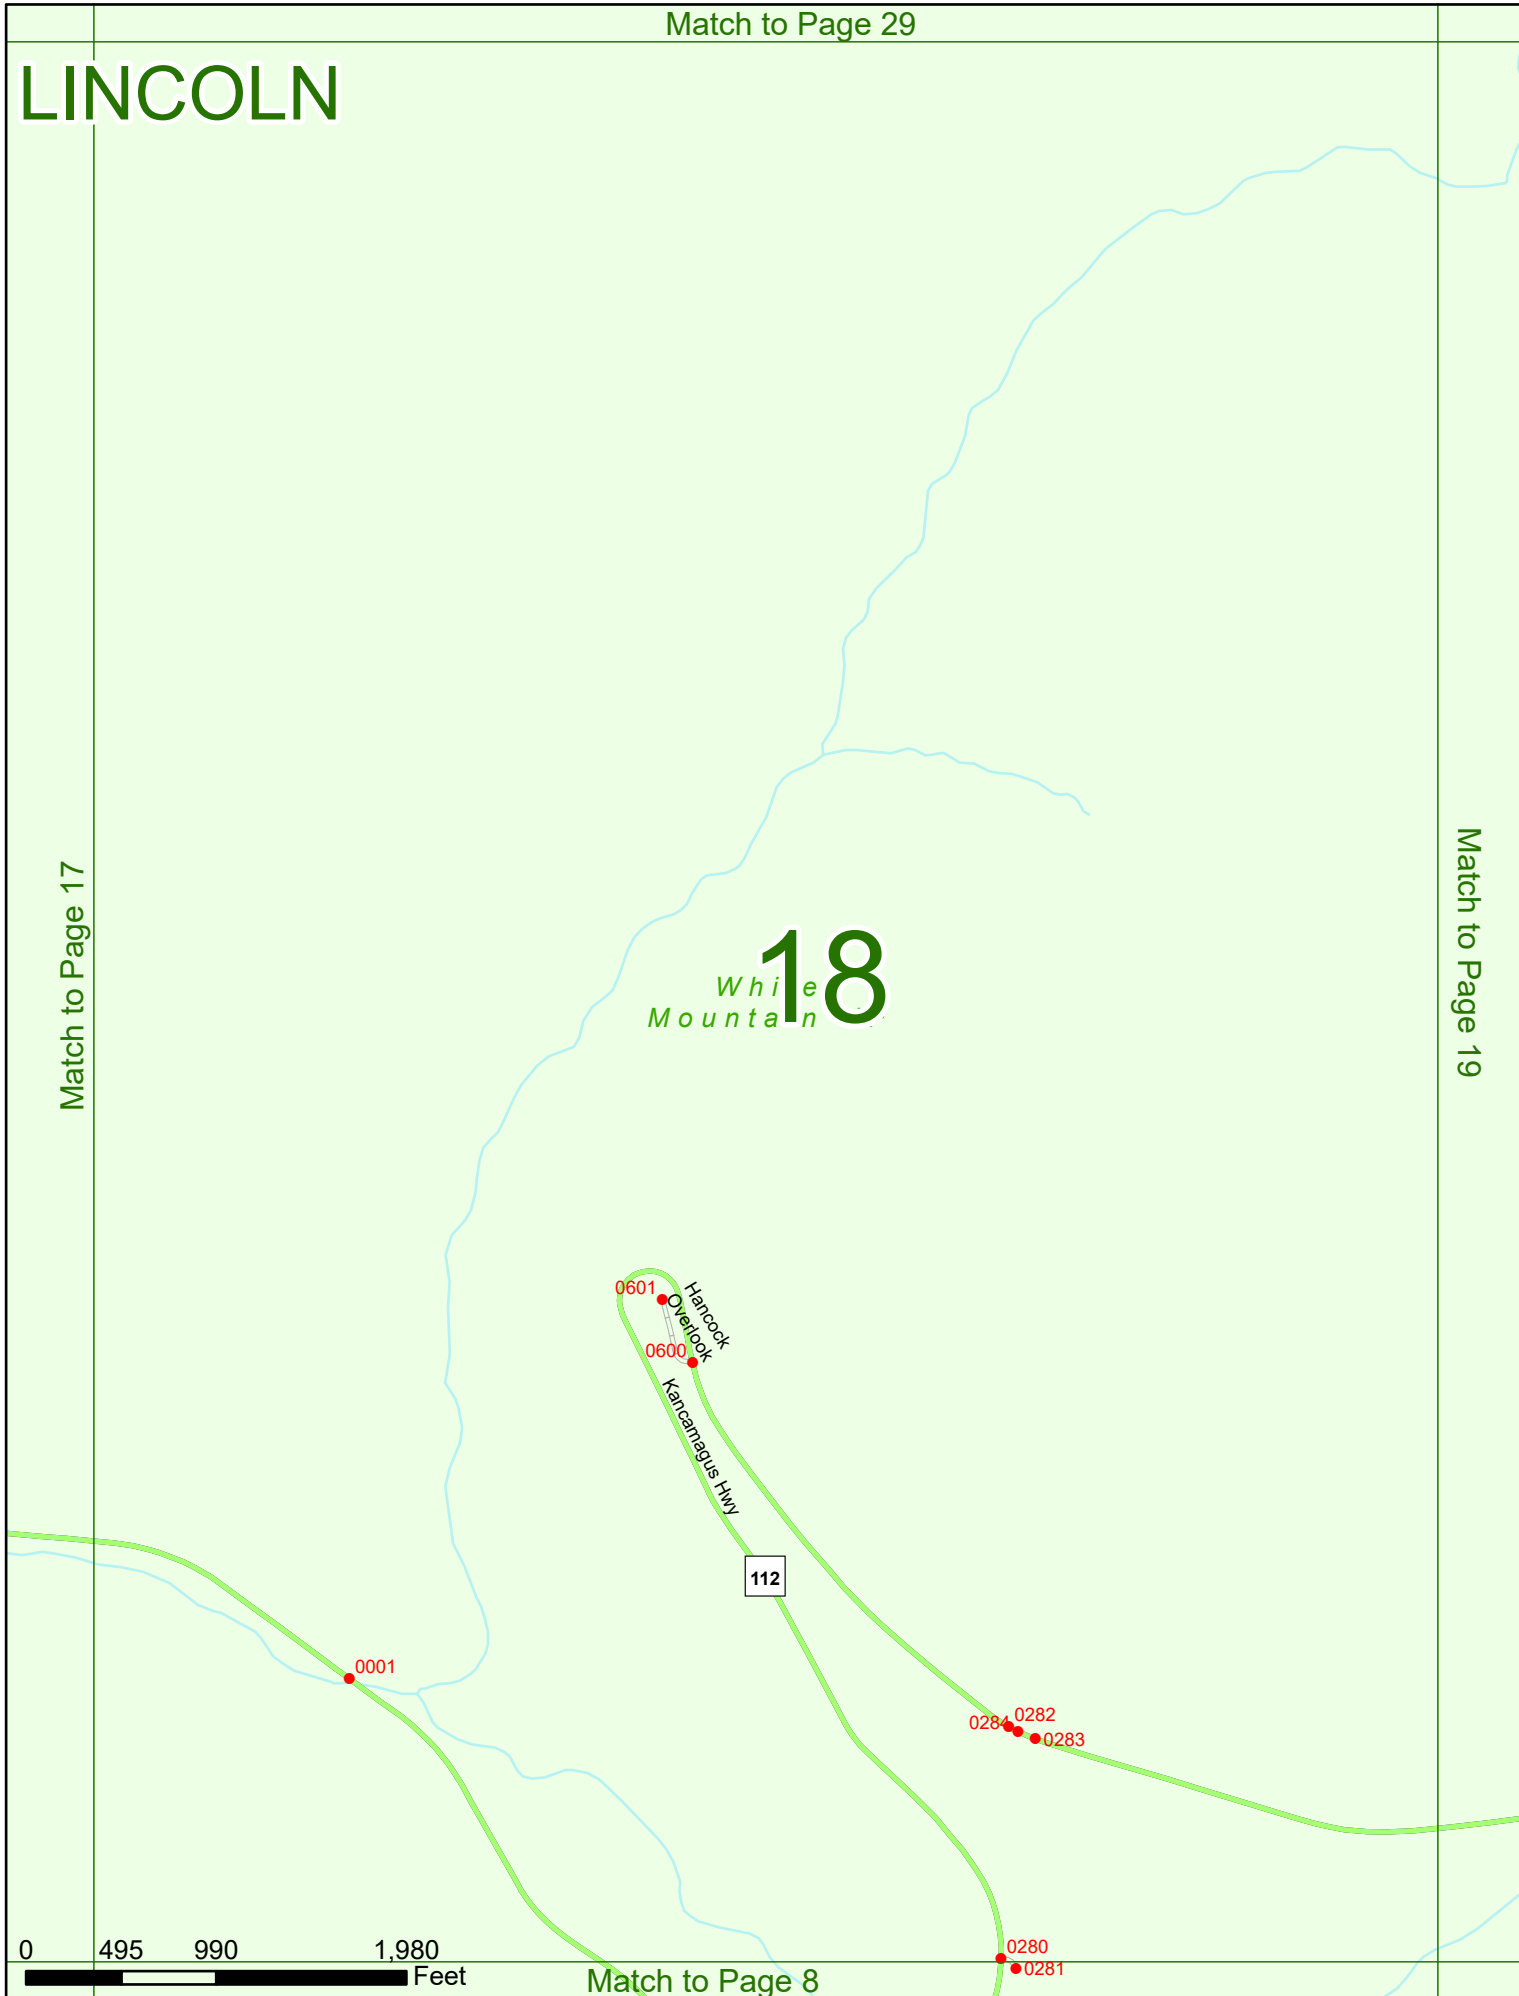 Match to Page 29
LINCOLN
Match to Page 17
Match to Page 19
18
White
Mountain
0601
Hancock
Overlook
0600
Kancamagus Hwy
112
0001
0284
0282
0283
0280
0281
0 495 990 1,980
Feet
Match to Page 8